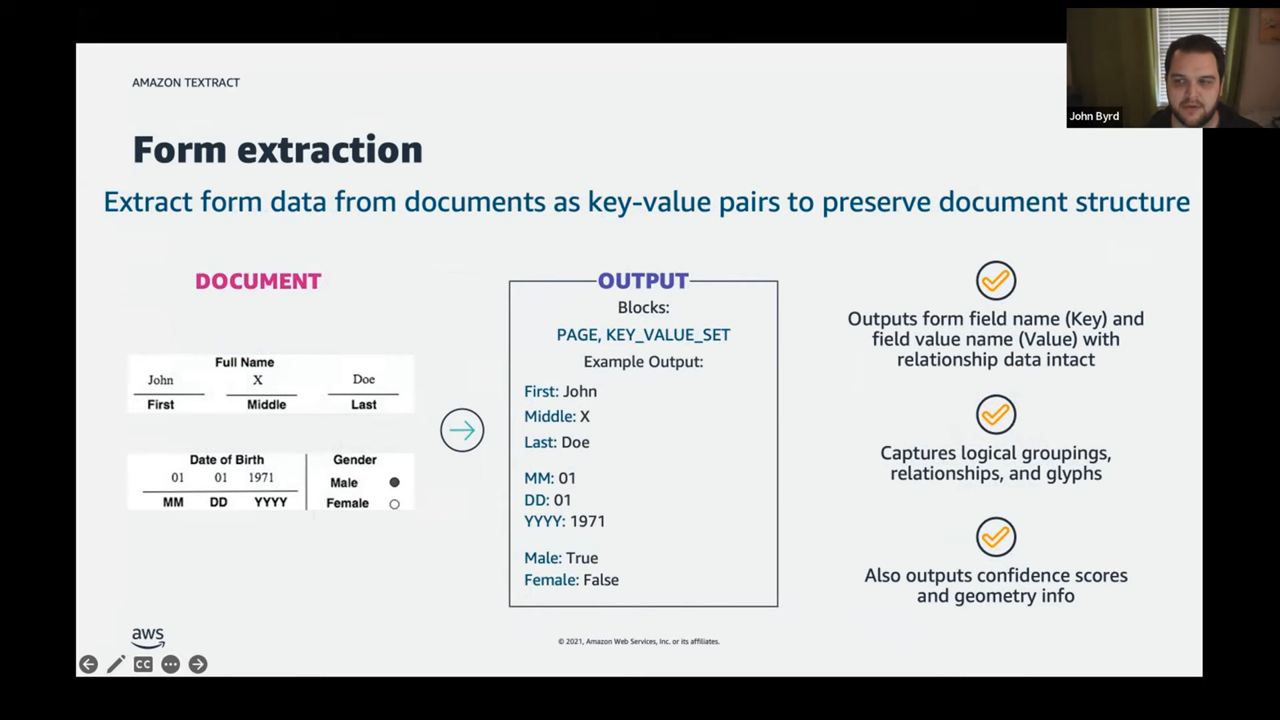 AMAZON TEXTRACT
John Byrd
Form extraction
Extract form data from documents as key-value pairs to preserve document structure
DOCUMENT
Full Name
John X Doe
First Middle Last
Date of Birth Gender
01 01 1971 Male
MM DD YYYY Female
OUTPUT
Blocks:
PAGE, KEY_VALUE_SET
Example Output:
First: John
Middle: X
Last: Doe
MM: 01
DD: 01
YYYY: 1971
Male: True
Female: False
Outputs form field name (Key) and
field value name (Value) with
relationship data intact
Captures logical groupings,
relationships, and glyphs
Also outputs confidence scores
and geometry info
aws
© 2021, Amazon Web Services, Inc. or its affiliates.
CC